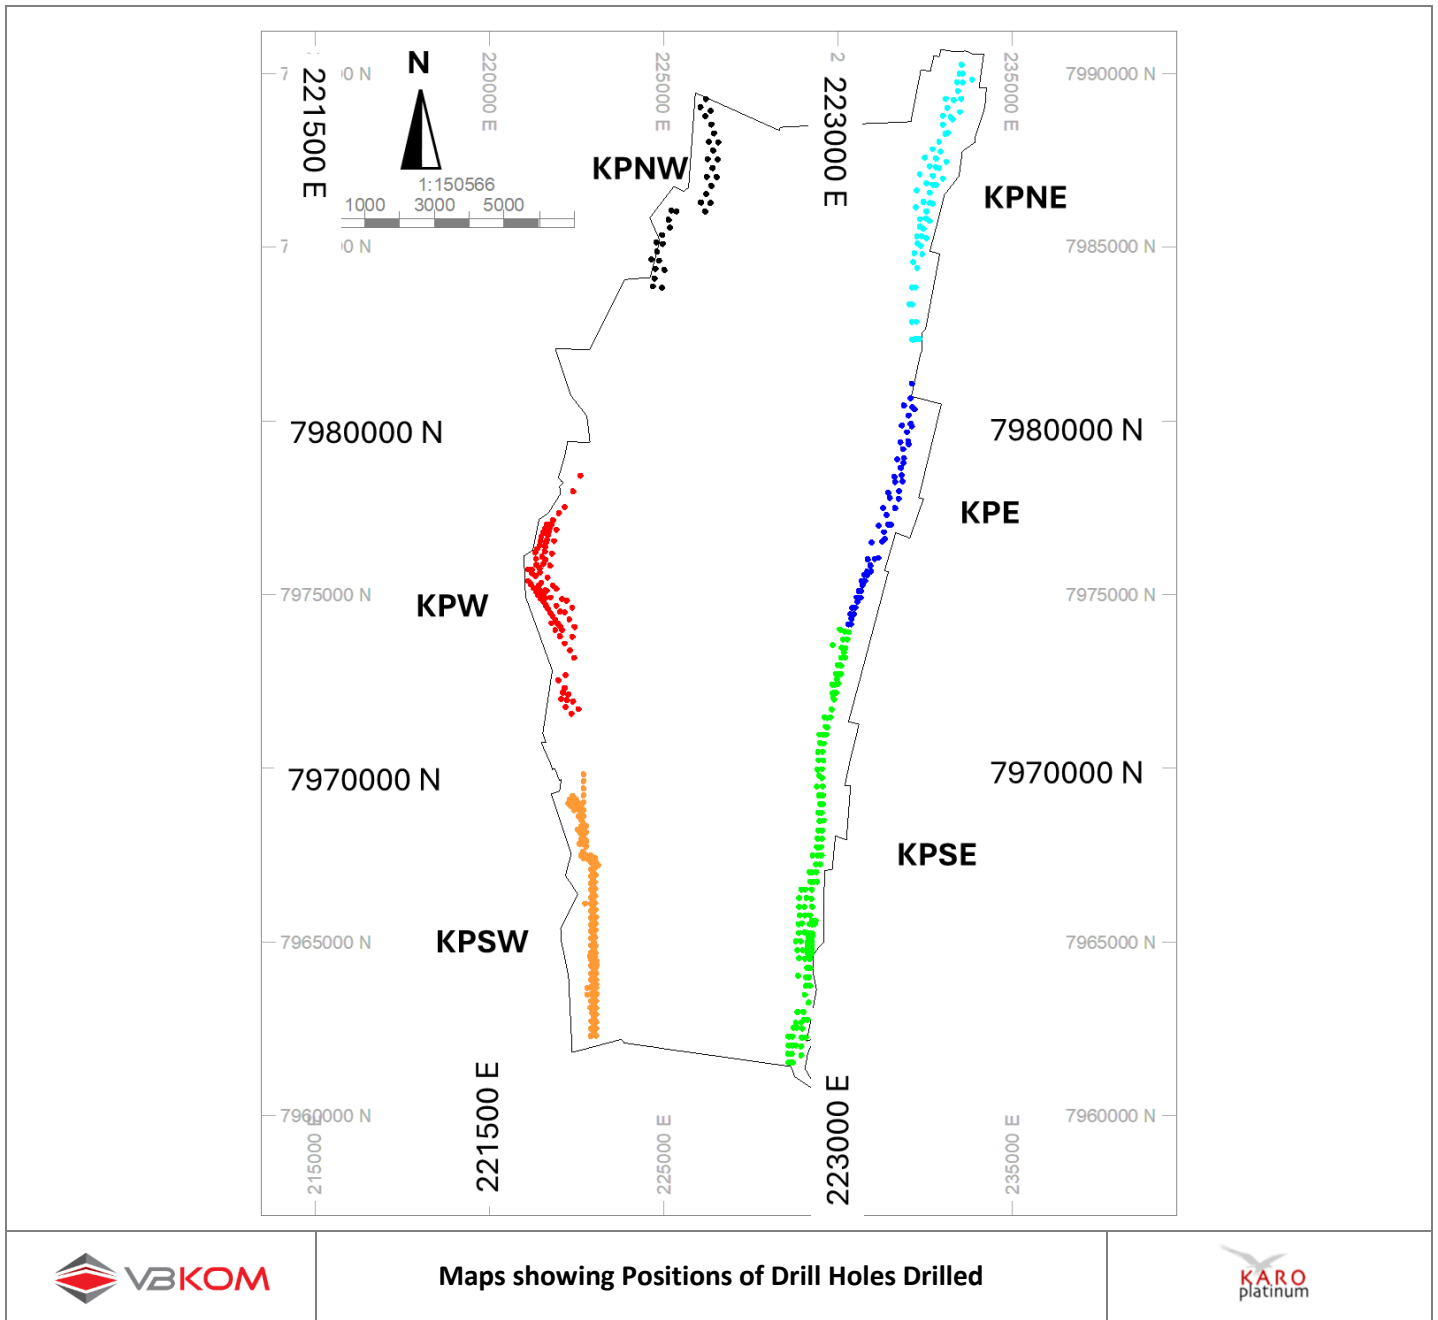 N
221500 E
220000 E
225000 E
2
223000 E
235000 E
7990000 N
KPNW
1:150566
1000 3000 5000
KPNE
7985000 N
7980000 N
7980000 N
KPE
7975000 N
7975000 N
KPW
7970000 N
7970000 N
KPSE
KPSW
7965000 N
7965000 N
7960000 N
7960000 N
215000 E
221500 E
225000 E
223000 E
235000 E
VBKOM
Maps showing Positions of Drill Holes Drilled
KARO
platinum